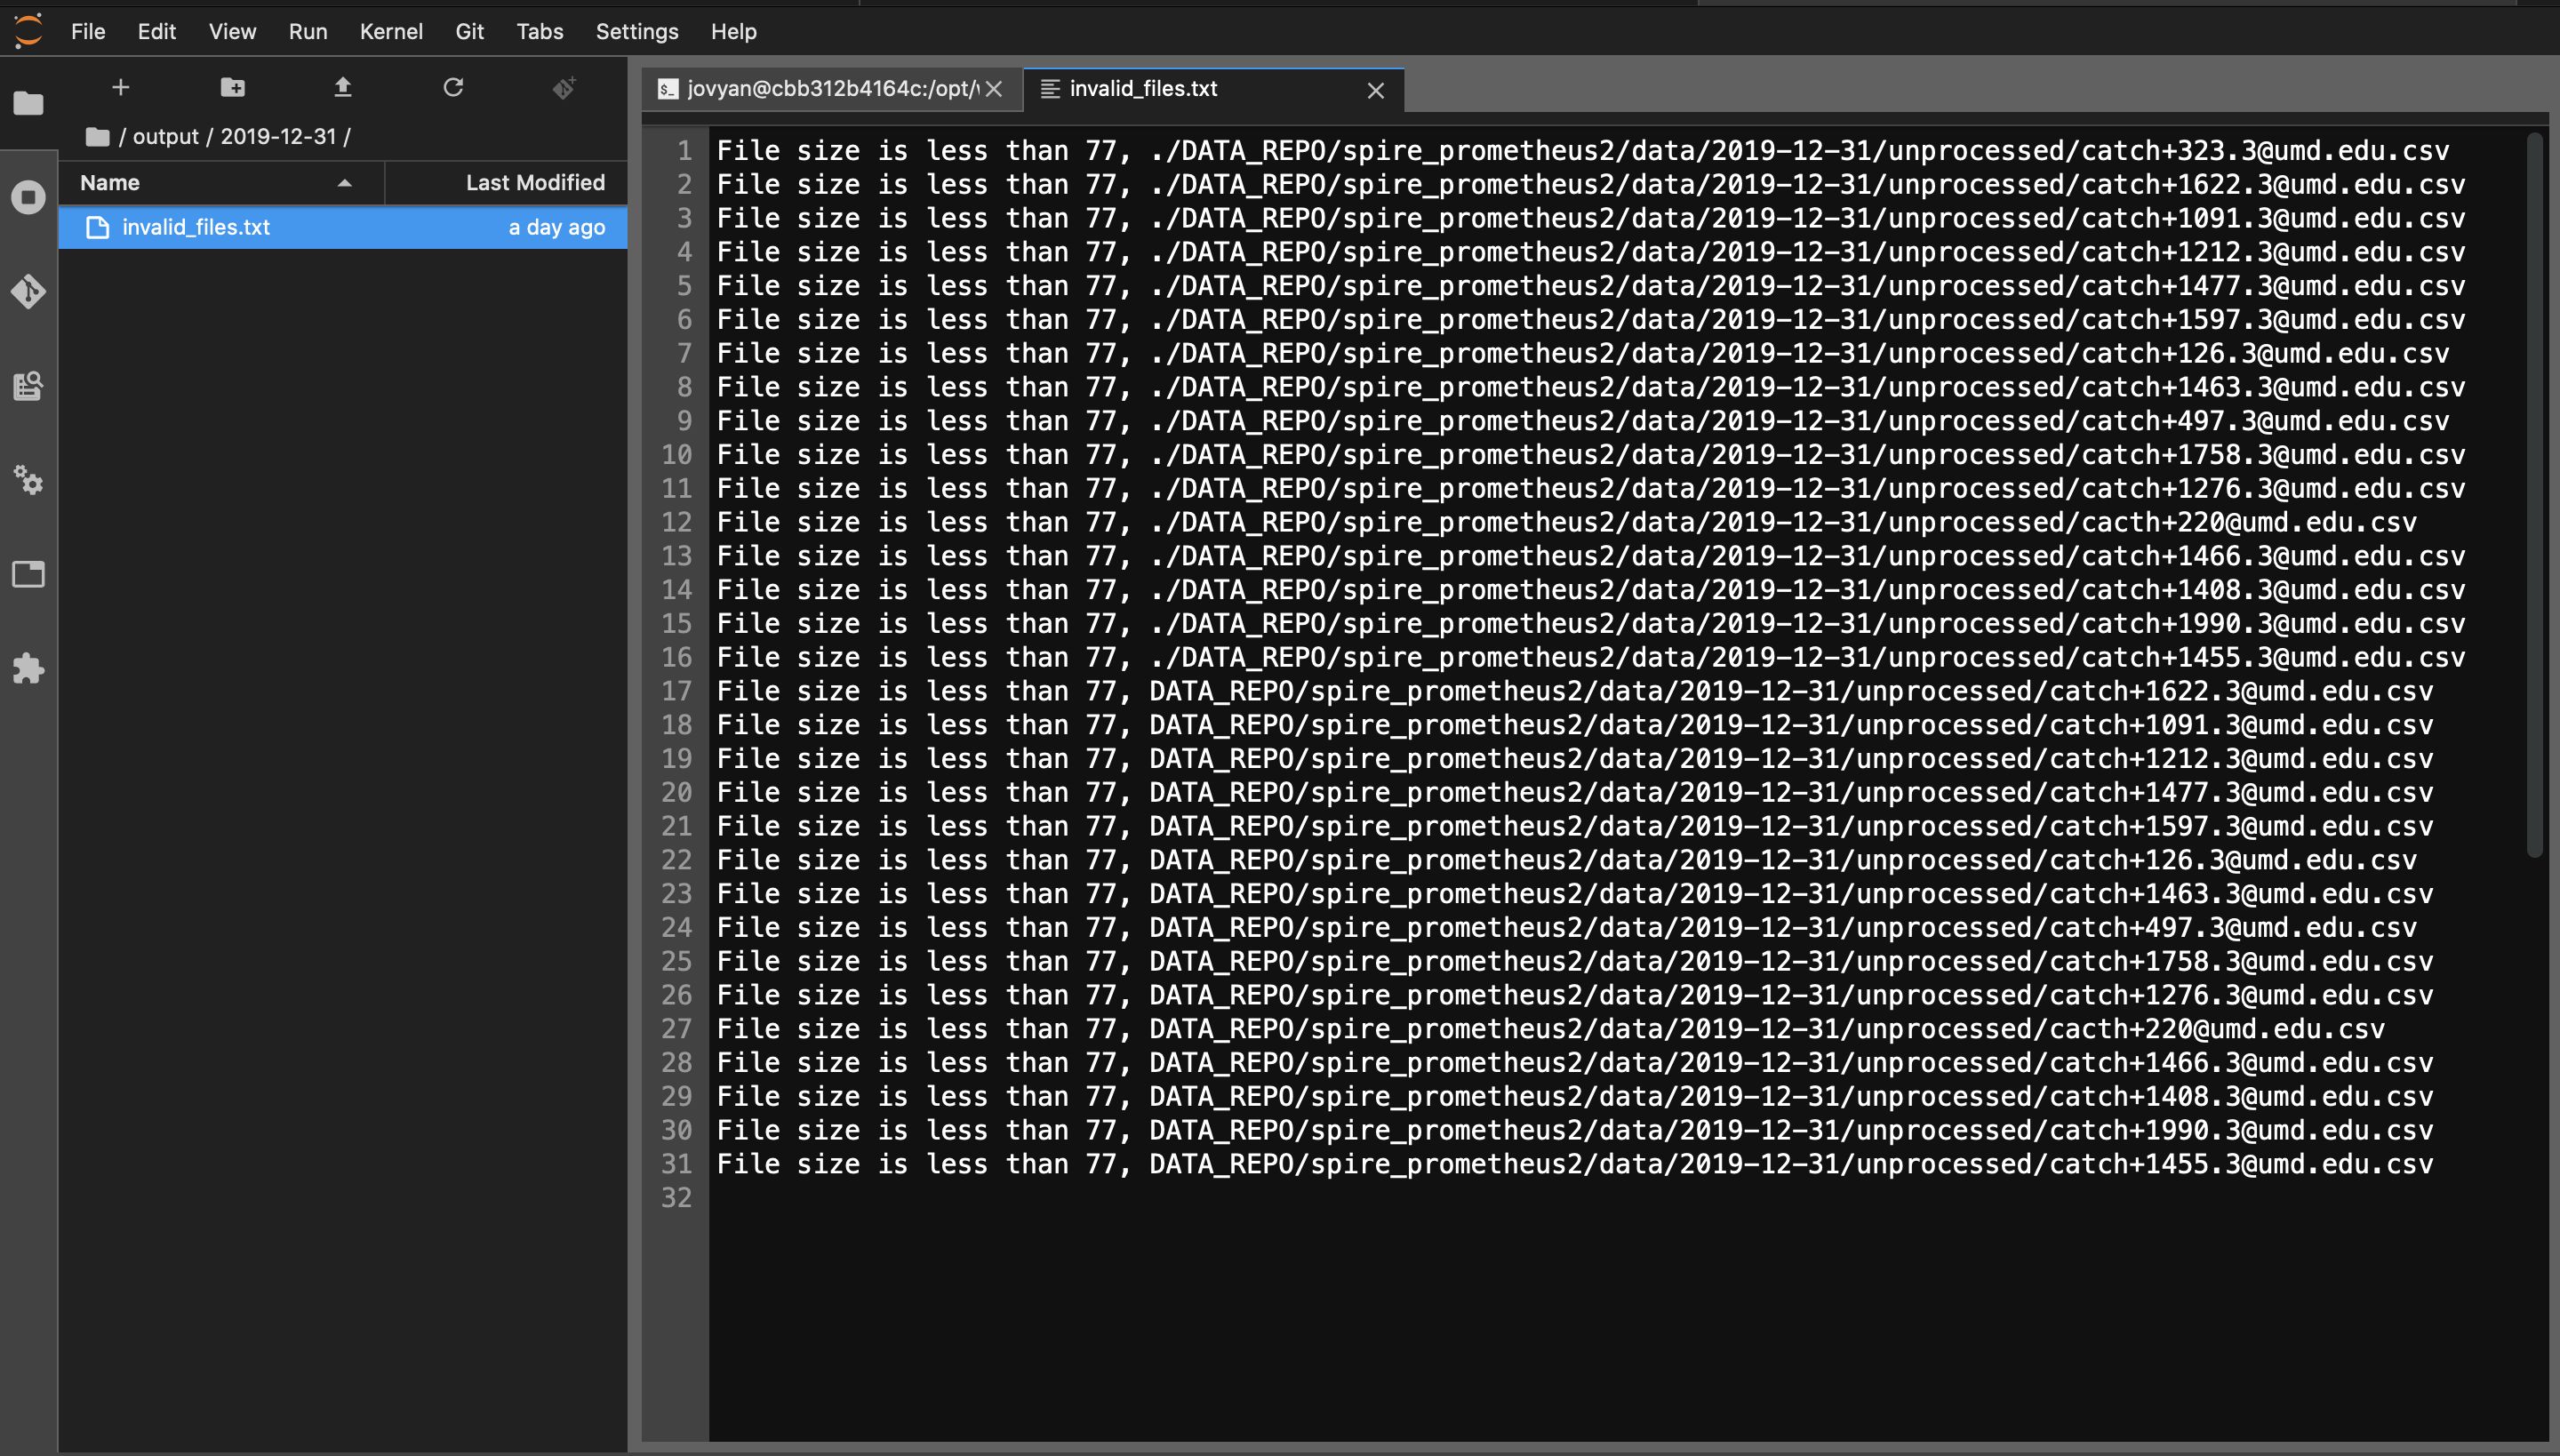 File Edit View Run Kernel Git Tabs Settings Help
/ output / 2019-12-31 /
Name Last Modified
invalid_files.txt a day ago
jovyan@cbb312b4164c:/opt/ invalid_files.txt
1 File size is less than 77, ./DATA_REPO/spire_prometheus2/data/2019-12-31/unprocessed/catch+323.3@umd.edu.csv
2 File size is less than 77, ./DATA_REPO/spire_prometheus2/data/2019-12-31/unprocessed/catch+1622.3@umd.edu.csv
3 File size is less than 77, ./DATA_REPO/spire_prometheus2/data/2019-12-31/unprocessed/catch+1091.3@umd.edu.csv
4 File size is less than 77, ./DATA_REPO/spire_prometheus2/data/2019-12-31/unprocessed/catch+1212.3@umd.edu.csv
5 File size is less than 77, ./DATA_REPO/spire_prometheus2/data/2019-12-31/unprocessed/catch+1477.3@umd.edu.csv
6 File size is less than 77, ./DATA_REPO/spire_prometheus2/data/2019-12-31/unprocessed/catch+1597.3@umd.edu.csv
7 File size is less than 77, ./DATA_REPO/spire_prometheus2/data/2019-12-31/unprocessed/catch+126.3@umd.edu.csv
8 File size is less than 77, ./DATA_REPO/spire_prometheus2/data/2019-12-31/unprocessed/catch+1463.3@umd.edu.csv
9 File size is less than 77, ./DATA_REPO/spire_prometheus2/data/2019-12-31/unprocessed/catch+497.3@umd.edu.csv
10 File size is less than 77, ./DATA_REPO/spire_prometheus2/data/2019-12-31/unprocessed/catch+1758.3@umd.edu.csv
11 File size is less than 77, ./DATA_REPO/spire_prometheus2/data/2019-12-31/unprocessed/catch+1276.3@umd.edu.csv
12 File size is less than 77, ./DATA_REPO/spire_prometheus2/data/2019-12-31/unprocessed/cacth+220@umd.edu.csv
13 File size is less than 77, ./DATA_REPO/spire_prometheus2/data/2019-12-31/unprocessed/catch+1466.3@umd.edu.csv
14 File size is less than 77, ./DATA_REPO/spire_prometheus2/data/2019-12-31/unprocessed/catch+1408.3@umd.edu.csv
15 File size is less than 77, ./DATA_REPO/spire_prometheus2/data/2019-12-31/unprocessed/catch+1990.3@umd.edu.csv
16 File size is less than 77, ./DATA_REPO/spire_prometheus2/data/2019-12-31/unprocessed/catch+1455.3@umd.edu.csv
17 File size is less than 77, DATA_REPO/spire_prometheus2/data/2019-12-31/unprocessed/catch+1622.3@umd.edu.csv
18 File size is less than 77, DATA_REPO/spire_prometheus2/data/2019-12-31/unprocessed/catch+1091.3@umd.edu.csv
19 File size is less than 77, DATA_REPO/spire_prometheus2/data/2019-12-31/unprocessed/catch+1212.3@umd.edu.csv
20 File size is less than 77, DATA_REPO/spire_prometheus2/data/2019-12-31/unprocessed/catch+1477.3@umd.edu.csv
21 File size is less than 77, DATA_REPO/spire_prometheus2/data/2019-12-31/unprocessed/catch+1597.3@umd.edu.csv
22 File size is less than 77, DATA_REPO/spire_prometheus2/data/2019-12-31/unprocessed/catch+126.3@umd.edu.csv
23 File size is less than 77, DATA_REPO/spire_prometheus2/data/2019-12-31/unprocessed/catch+1463.3@umd.edu.csv
24 File size is less than 77, DATA_REPO/spire_prometheus2/data/2019-12-31/unprocessed/catch+497.3@umd.edu.csv
25 File size is less than 77, DATA_REPO/spire_prometheus2/data/2019-12-31/unprocessed/catch+1758.3@umd.edu.csv
26 File size is less than 77, DATA_REPO/spire_prometheus2/data/2019-12-31/unprocessed/catch+1276.3@umd.edu.csv
27 File size is less than 77, DATA_REPO/spire_prometheus2/data/2019-12-31/unprocessed/cacth+220@umd.edu.csv
28 File size is less than 77, DATA_REPO/spire_prometheus2/data/2019-12-31/unprocessed/catch+1466.3@umd.edu.csv
29 File size is less than 77, DATA_REPO/spire_prometheus2/data/2019-12-31/unprocessed/catch+1408.3@umd.edu.csv
30 File size is less than 77, DATA_REPO/spire_prometheus2/data/2019-12-31/unprocessed/catch+1990.3@umd.edu.csv
31 File size is less than 77, DATA_REPO/spire_prometheus2/data/2019-12-31/unprocessed/catch+1455.3@umd.edu.csv
32